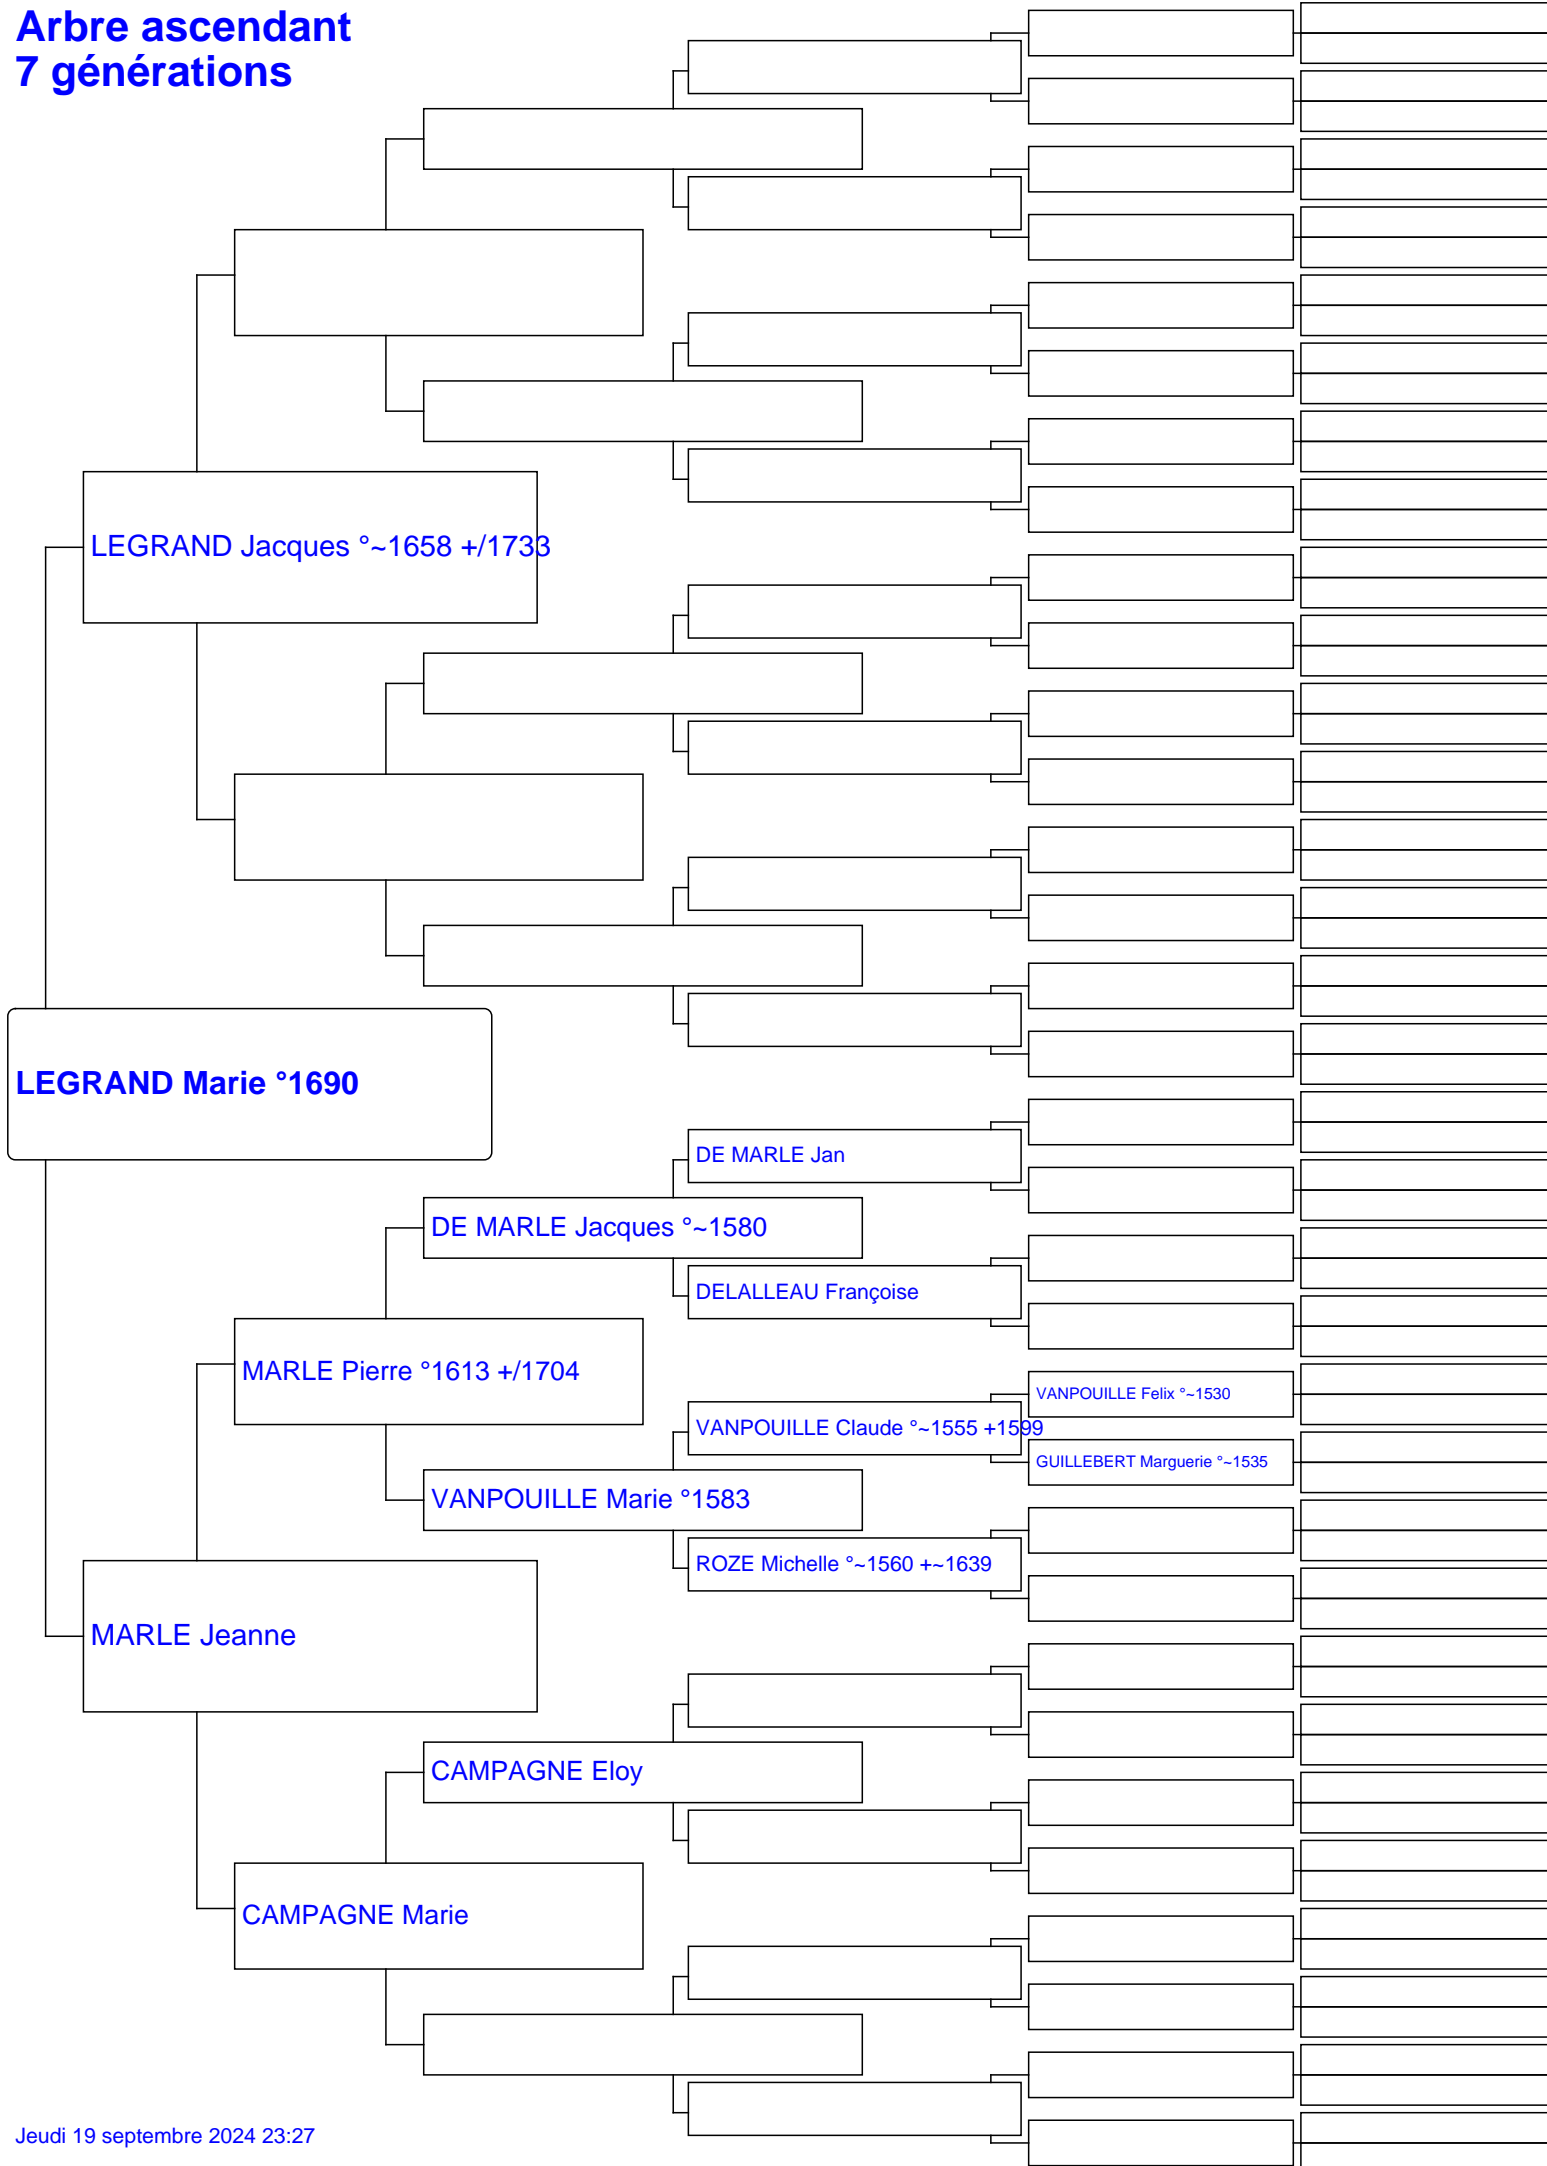 Arbre ascendant
7 générations
LEGRAND Jacques °~1658 +/1733
LEGRAND Marie °1690
DE MARLE Jan
DE MARLE Jacques °~1580
DELALLEAU Françoise
MARLE Pierre °1613 +/1704
VANPOUILLE Felix °~1530
VANPOUILLE Claude °~1555 +1599
GUILLEBERT Marguerie °~1535
VANPOUILLE Marie °1583
ROZE Michelle °~1560 +~1639
MARLE Jeanne
CAMPAGNE Eloy
CAMPAGNE Marie
Jeudi 19 septembre 2024 23:27